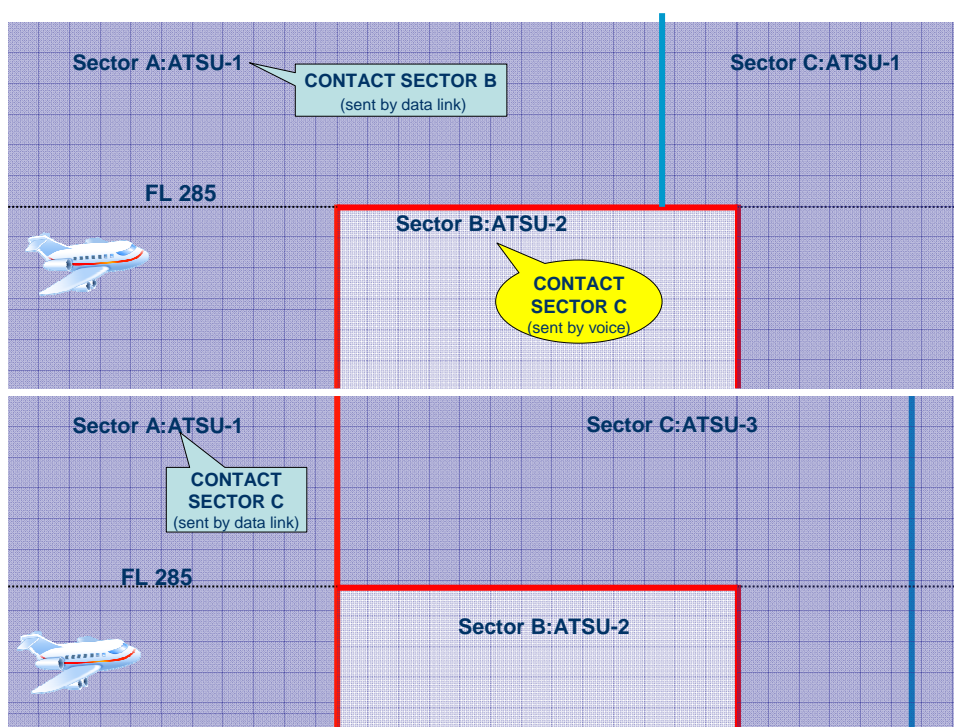 Sector A:ATSU-1
CONTACT SECTOR B
(sent by data link)
Sector C:ATSU-1
FL 285
Sector B:ATSU-2
CONTACT
SECTOR C
(sent by voice)
Sector A:ATSU-1
Sector C:ATSU-3
CONTACT
SECTOR C
(sent by data link)
FL 285
Sector B:ATSU-2